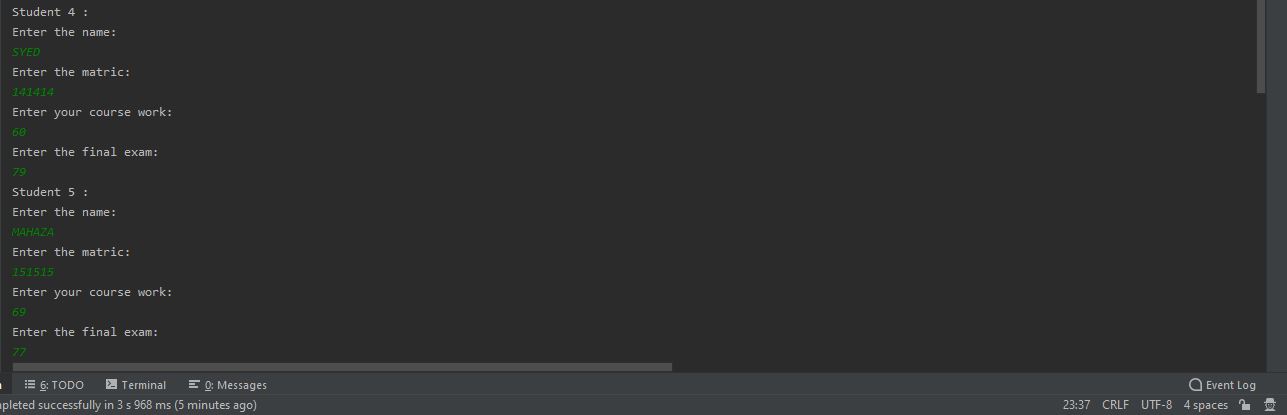 Student 4 :
Enter the name:
SYED
Enter the matric:
141414
Enter your course work:
60
Enter the final exam:
79
Student 5 :
Enter the name:
MAHAZA
Enter the matric:
151515
Enter your course work:
69
Enter the final exam:
77
6: TODO Terminal 0: Messages Event Log
pleted successfully in 3 s 968 ms (5 minutes ago) 23:37 CRLF UTF-8 4 spaces